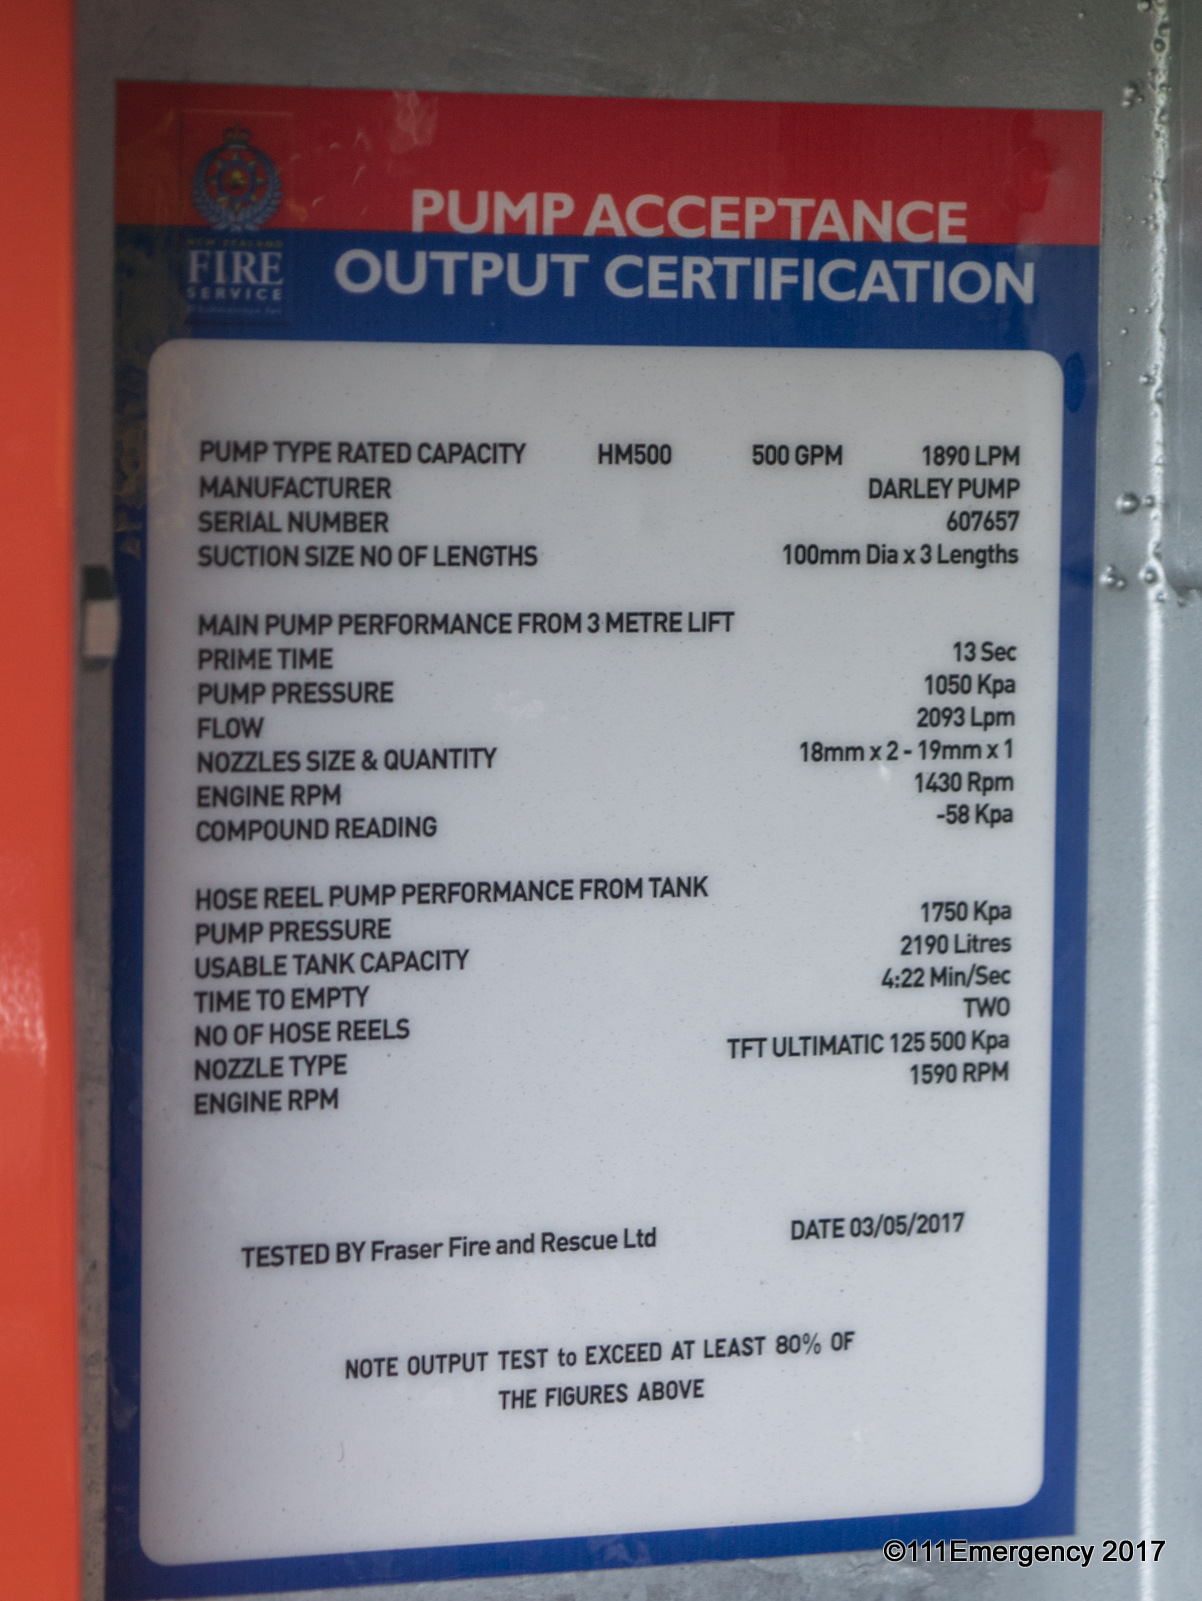 PUMP ACCEPTANCE
OUTPUT CERTIFICATION
NEW ZEALAND
FIRE
SERVICE
PUMP TYPE RATED CAPACITY HM500 500 GPM 1890 LPM
MANUFACTURER DARLEY PUMP
SERIAL NUMBER 607657
SUCTION SIZE NO OF LENGTHS 100mm Dia x 3 Lengths
MAIN PUMP PERFORMANCE FROM 3 METRE LIFT
PRIME TIME 13 Sec
PUMP PRESSURE 1050 Kpa
FLOW 2093 Lpm
NOZZLES SIZE & QUANTITY 18mm x 2 - 19mm x 1
ENGINE RPM 1430 Rpm
COMPOUND READING -58 Kpa
HOSE REEL PUMP PERFORMANCE FROM TANK
PUMP PRESSURE 1750 Kpa
USABLE TANK CAPACITY 2190 Litres
TIME TO EMPTY 4:22 Min/Sec
NO OF HOSE REELS TWO
NOZZLE TYPE TFT ULTIMATIC 125 500 Kpa
ENGINE RPM 1590 RPM
TESTED BY Fraser Fire and Rescue Ltd DATE 03/05/2017
NOTE OUTPUT TEST to EXCEED AT LEAST 80% OF
THE FIGURES ABOVE
©111Emergency 2017